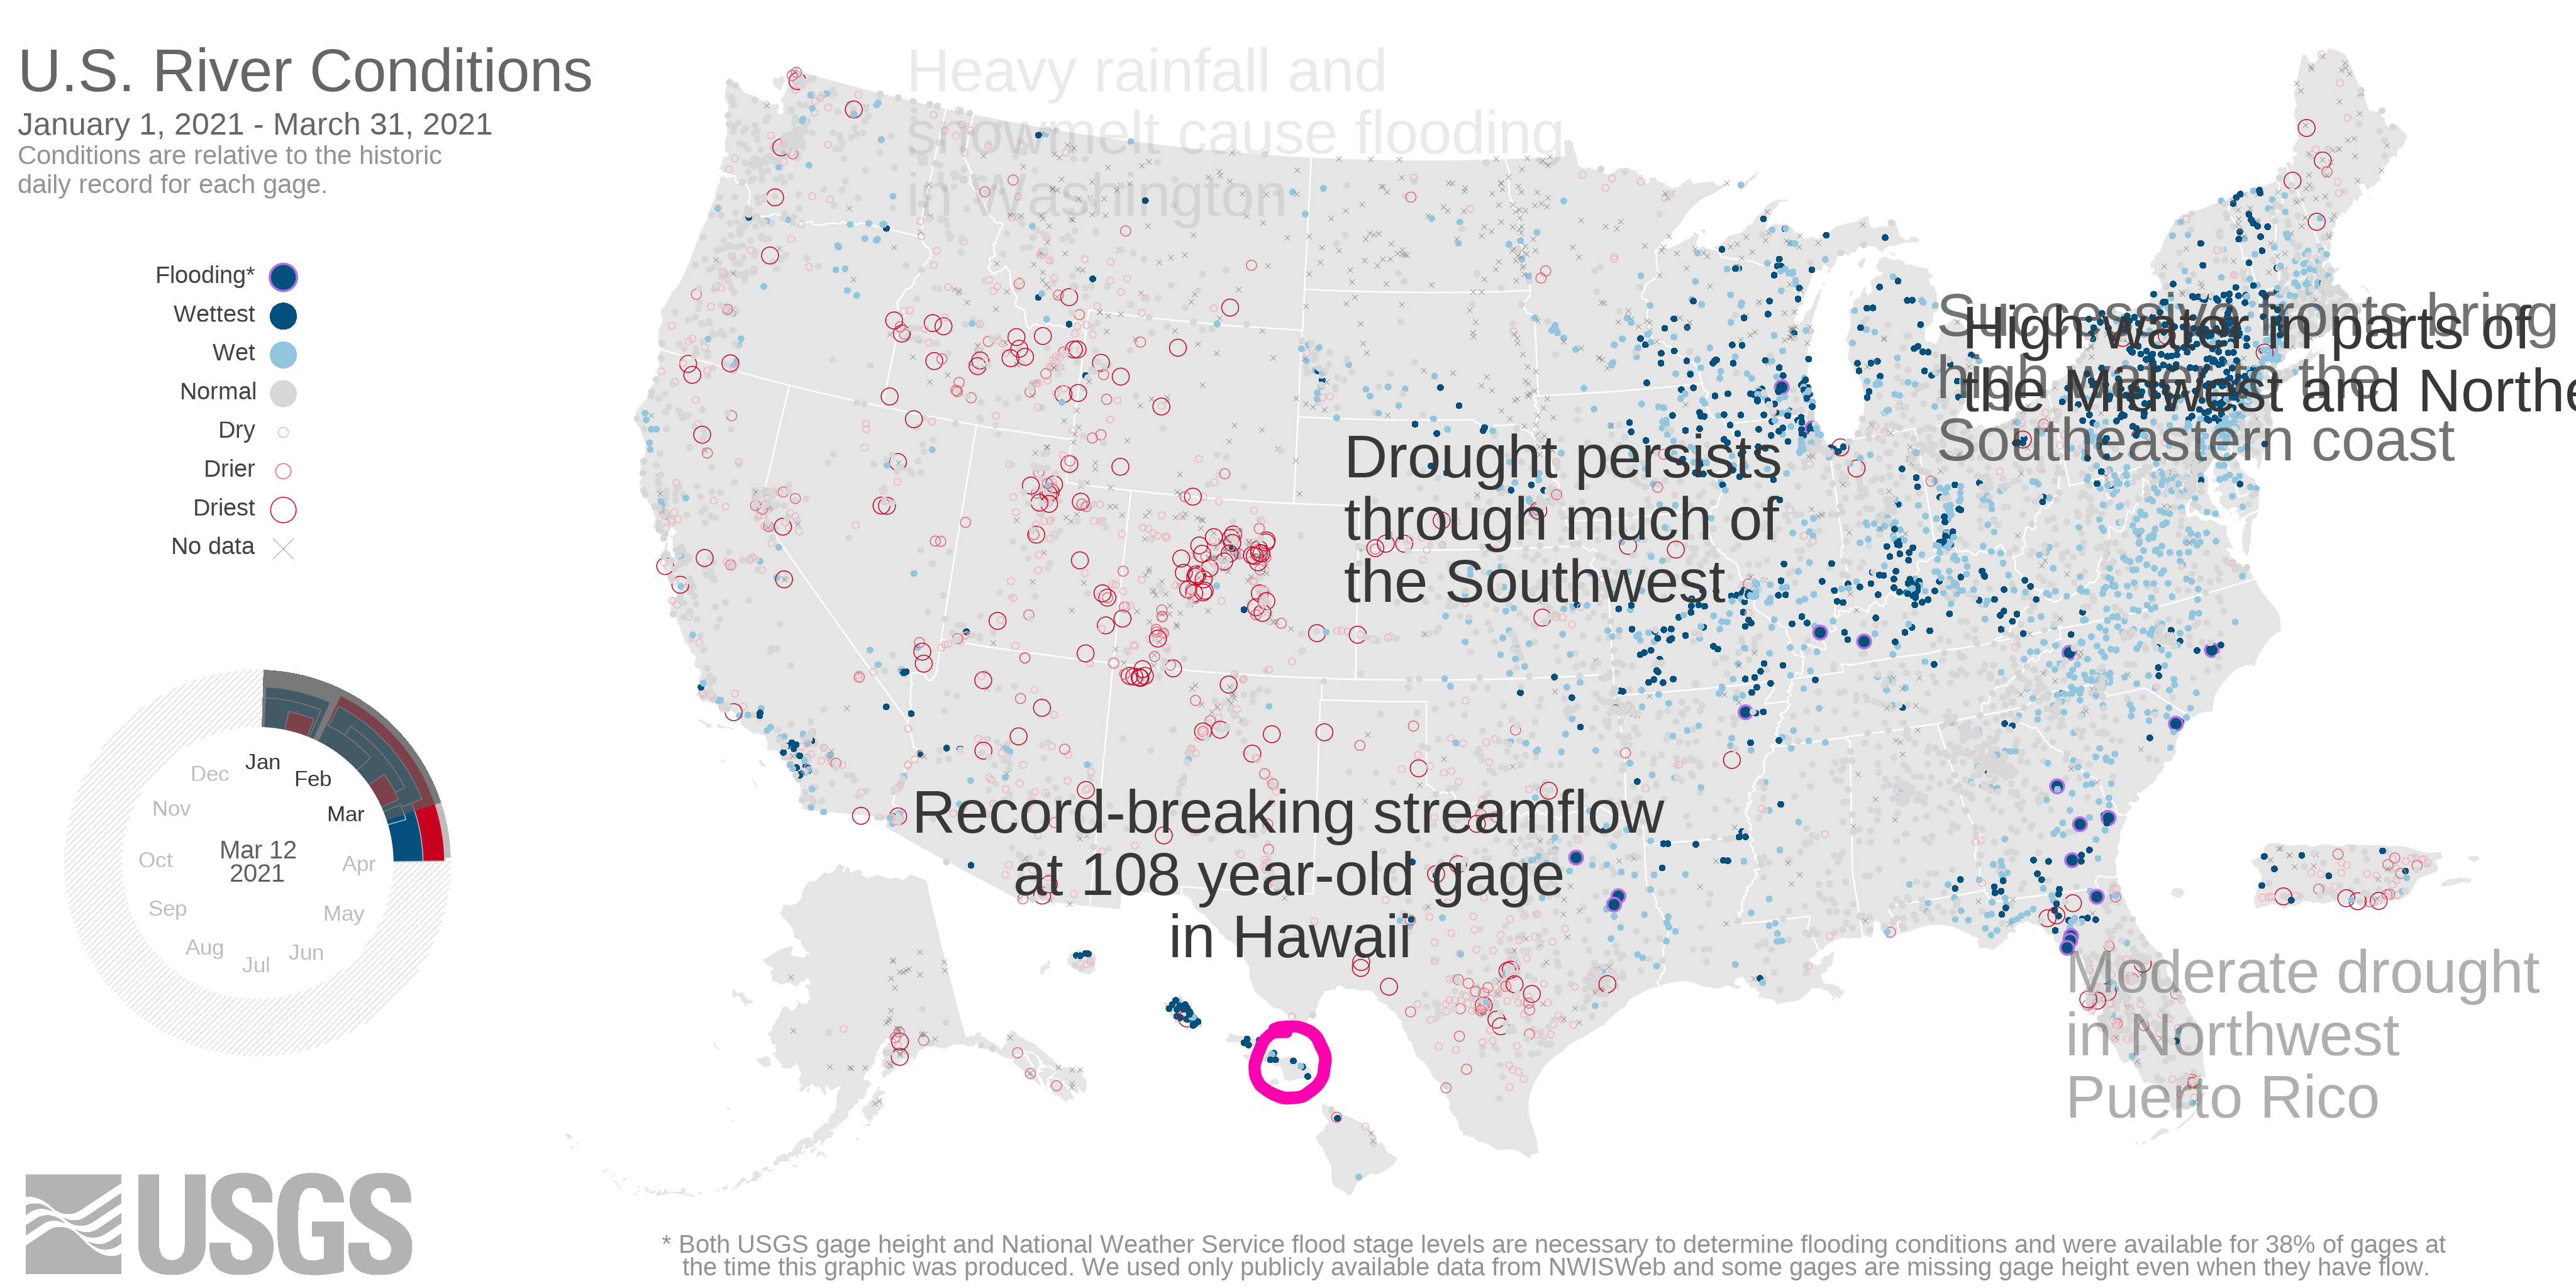 U.S. River Conditions
January 1, 2021 - March 31, 2021
Conditions are relative to the historic
daily record for each gage.
Flooding*
Wettest
Wet
Normal
Dry
Drier
Driest
No data
Jan
Feb
Mar
Apr
May
Jun
Jul
Aug
Sep
Oct
Nov
Dec
Mar 12
2021
Heavy rainfall and
snowmelt cause flooding
in Washington
Successive fronts bring
high water to the
Southeastern coast
High water in parts of
the Midwest and Northe
Drought persists
through much of
the Southwest
Record-breaking streamflow
at 108 year-old gage
in Hawaii
Moderate drought
in Northwest
Puerto Rico
USGS
* Both USGS gage height and National Weather Service flood stage levels are necessary to determine flooding conditions and were available for 38% of gages at
the time this graphic was produced. We used only publicly available data from NWISWeb and some gages are missing gage height even when they have flow.